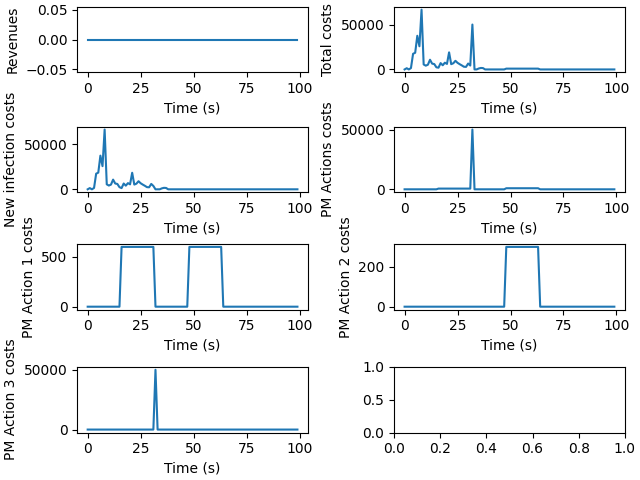 Revenues
0.05
0.00
−0.05
0 25 50 75 100
Time (s)
Total costs
50000
0
0 25 50 75 100
Time (s)
New infection costs
50000
0
0 25 50 75 100
Time (s)
PM Actions costs
50000
0
0 25 50 75 100
Time (s)
PM Action 1 costs
500
0
0 25 50 75 100
Time (s)
PM Action 2 costs
200
0
0 25 50 75 100
Time (s)
PM Action 3 costs
50000
0
0 25 50 75 100
Time (s)
1.0
0.5
0.0
0.0 0.2 0.4 0.6 0.8 1.0